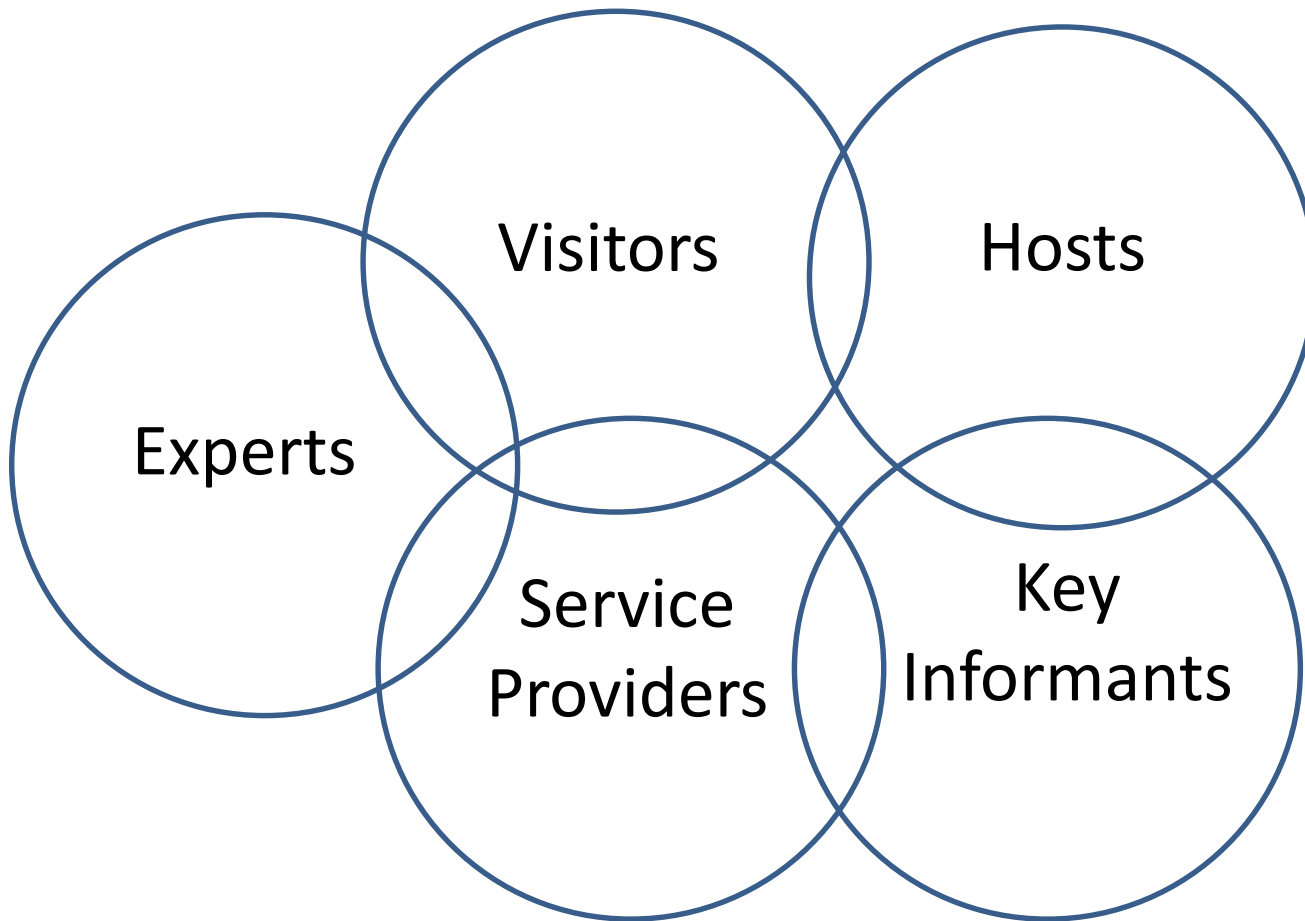 Visitors
Hosts
Experts
Service
Providers
Key
Informants